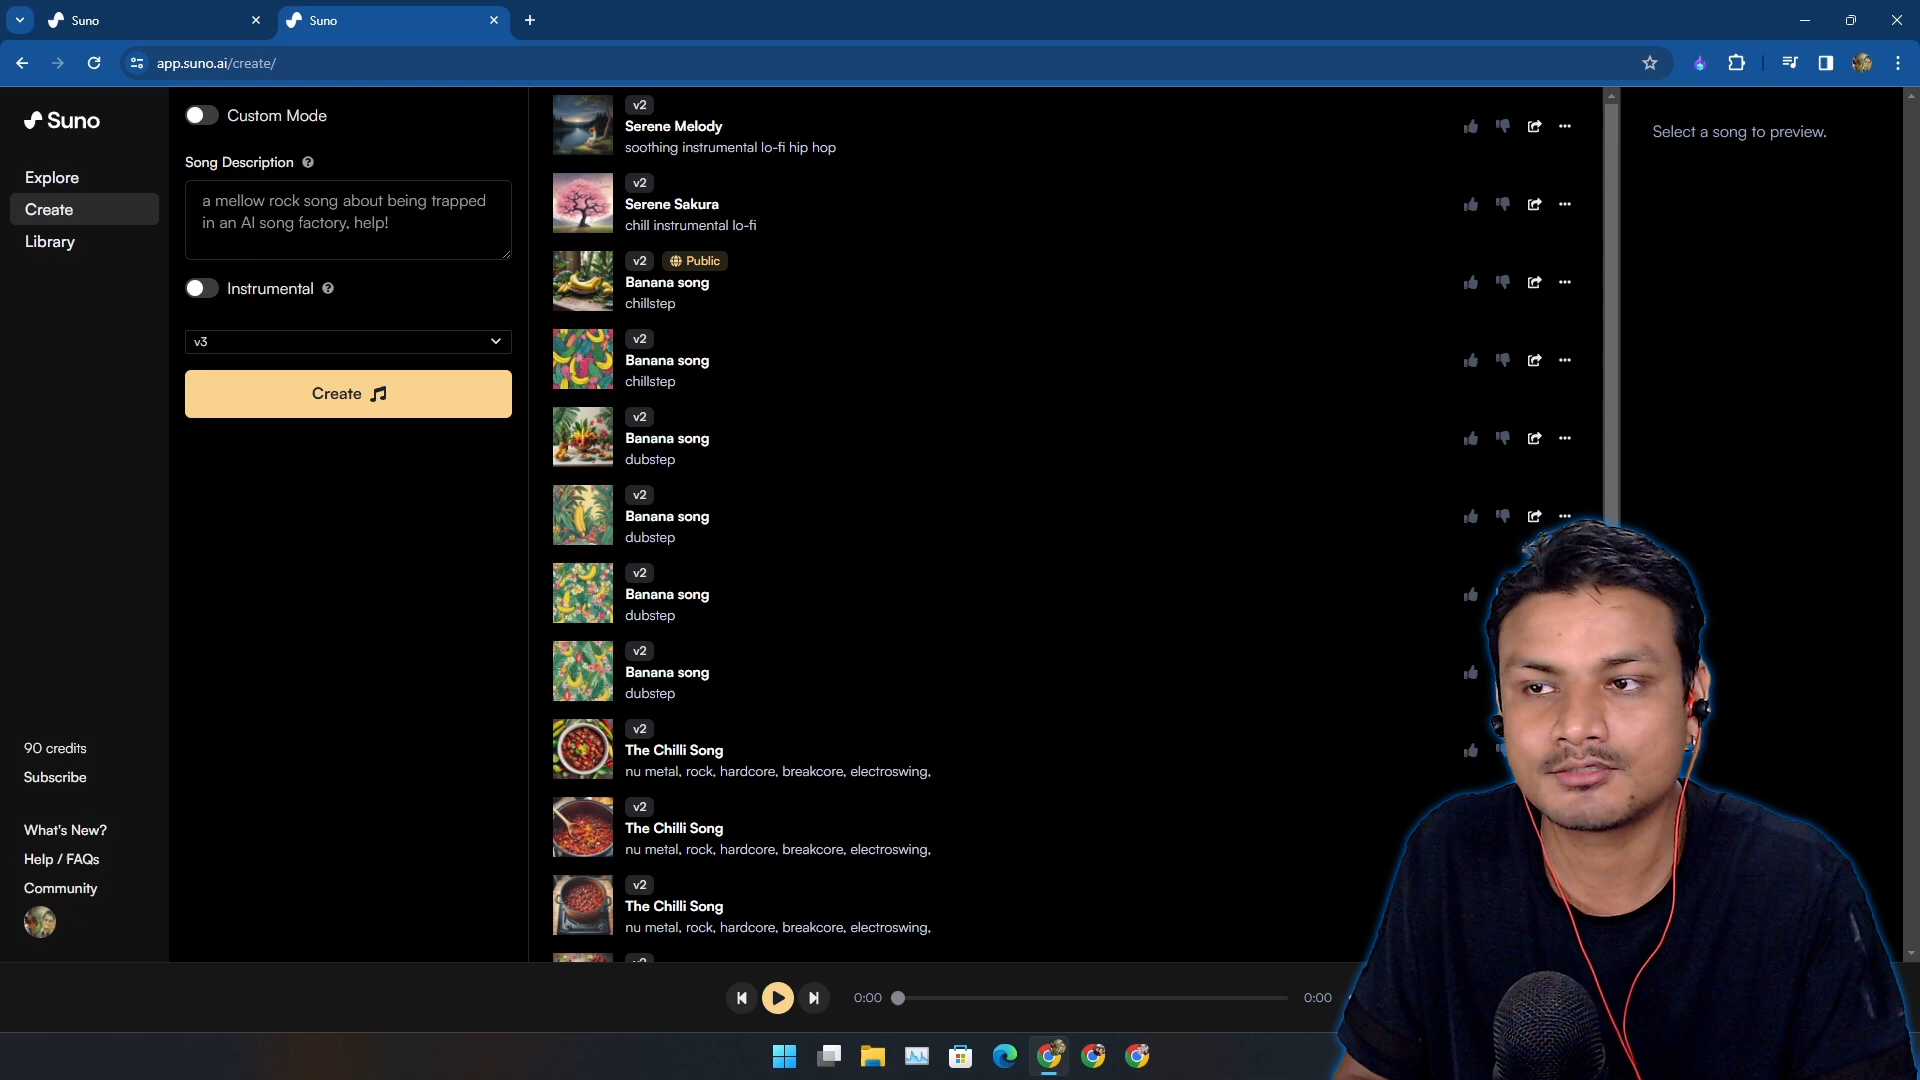 Suno
Suno
app.suno.ai/create/
Suno
Explore
Create
Library
90 credits
Subscribe
What's New?
Help / FAQs
Community
Custom Mode
Song Description
a mellow rock song about being trapped
in an AI song factory, help!
Instrumental
v3
Create
v2
Serene Melody
soothing instrumental lo-fi hip hop
v2
Serene Sakura
chill instrumental lo-fi
v2 Public
Banana song
chillstep
v2
Banana song
chillstep
v2
Banana song
dubstep
v2
Banana song
dubstep
v2
Banana song
dubstep
v2
Banana song
dubstep
v2
The Chilli Song
nu metal, rock, hardcore, breakcore, electroswing,
v2
The Chilli Song
nu metal, rock, hardcore, breakcore, electroswing,
v2
The Chilli Song
nu metal, rock, hardcore, breakcore, electroswing,
v2
Select a song to preview.
0:00
0:00